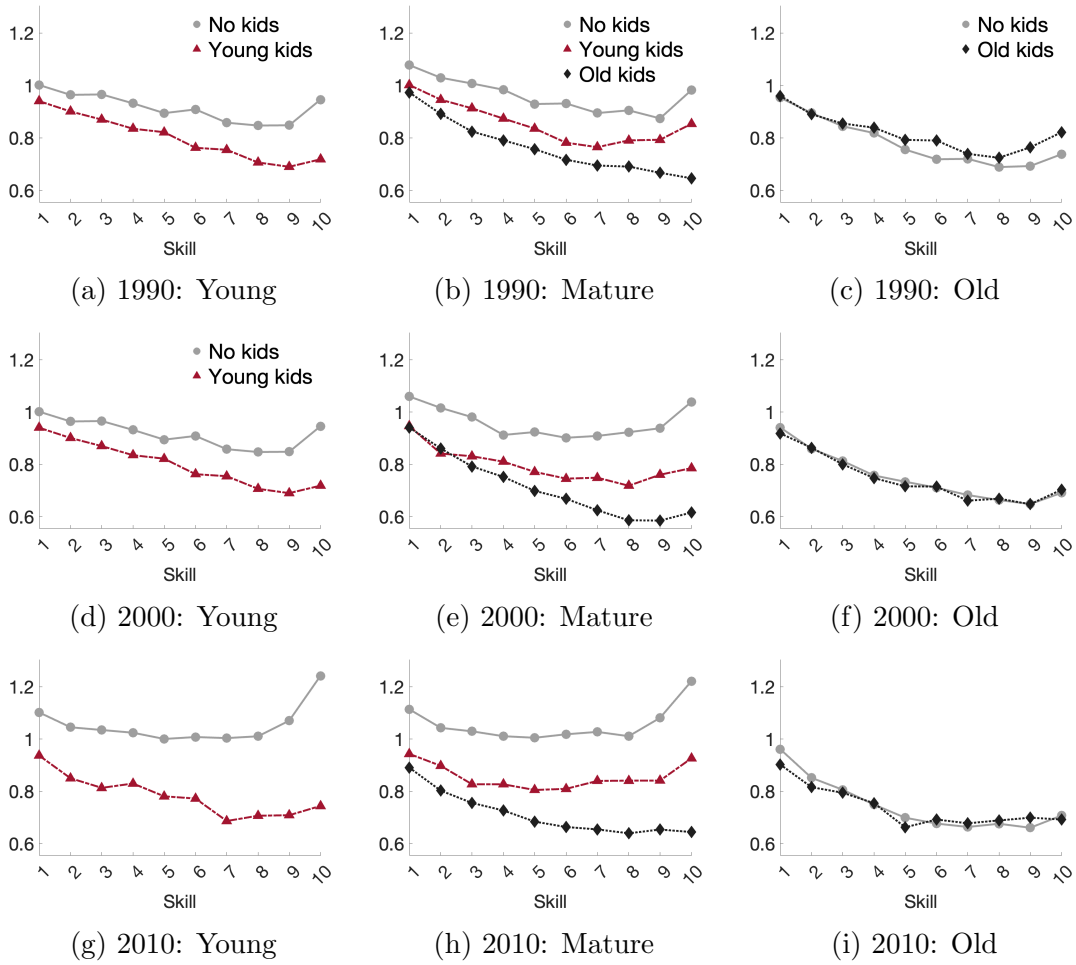 No kids
Young kids
1.2
1
0.8
0.6
1 2 3 4 5 6 7 8 9 10
Skill
(a) 1990: Young
No kids
Young kids
Old kids
1.2
1
0.8
0.6
1 2 3 4 5 6 7 8 9 10
Skill
(b) 1990: Mature
No kids
Old kids
1.2
1
0.8
0.6
1 2 3 4 5 6 7 8 9 10
Skill
(c) 1990: Old
No kids
Young kids
1.2
1
0.8
0.6
1 2 3 4 5 6 7 8 9 10
Skill
(d) 2000: Young
1.2
1
0.8
0.6
1 2 3 4 5 6 7 8 9 10
Skill
(e) 2000: Mature
1.2
1
0.8
0.6
1 2 3 4 5 6 7 8 9 10
Skill
(f) 2000: Old
1.2
1
0.8
0.6
1 2 3 4 5 6 7 8 9 10
Skill
(g) 2010: Young
1.2
1
0.8
0.6
1 2 3 4 5 6 7 8 9 10
Skill
(h) 2010: Mature
1.2
1
0.8
0.6
1 2 3 4 5 6 7 8 9 10
Skill
(i) 2010: Old